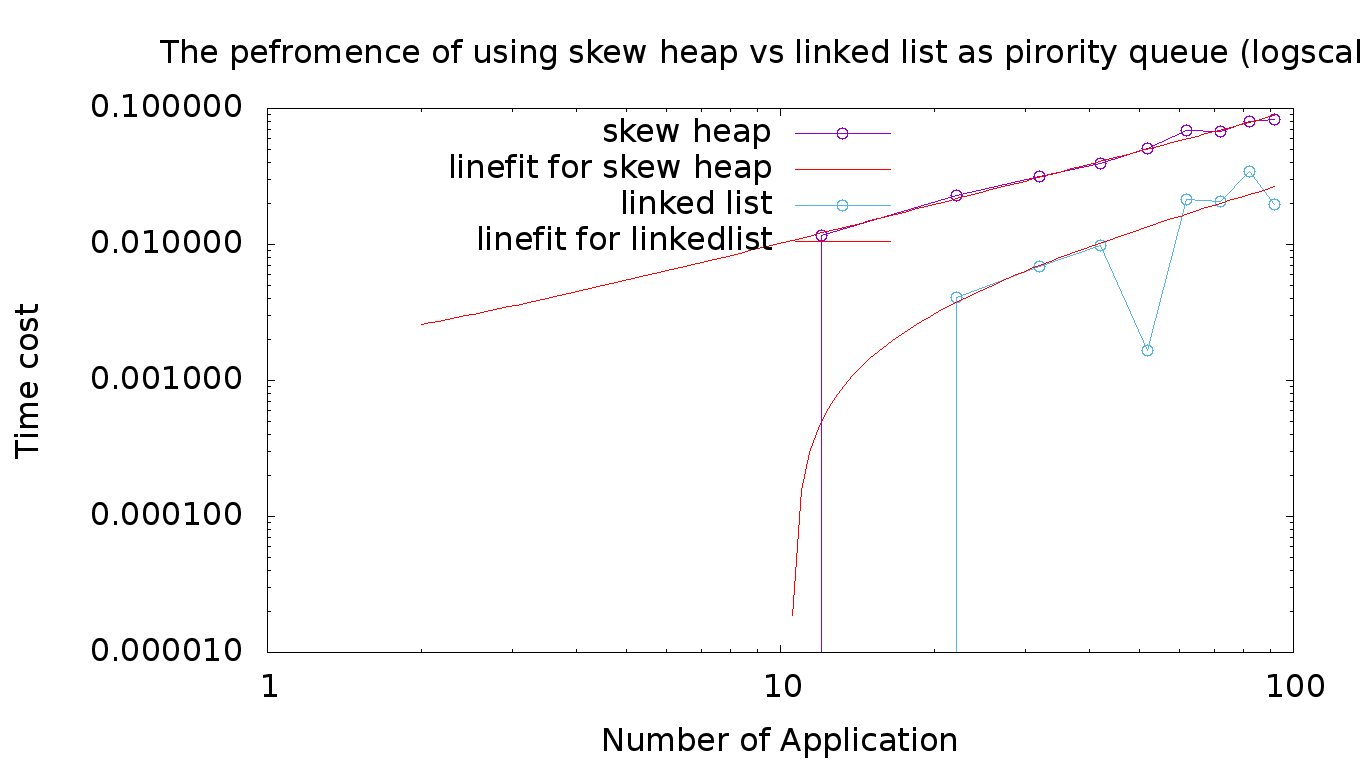 The pefromence of using skew heap vs linked list as pirority queue (logscal
0.100000
skew heap
linefit for skew heap
linked list
0.010000
linefit for linkedlist
Time cost
0.001000
0.000100
0.000010
1
10
100
Number of Application